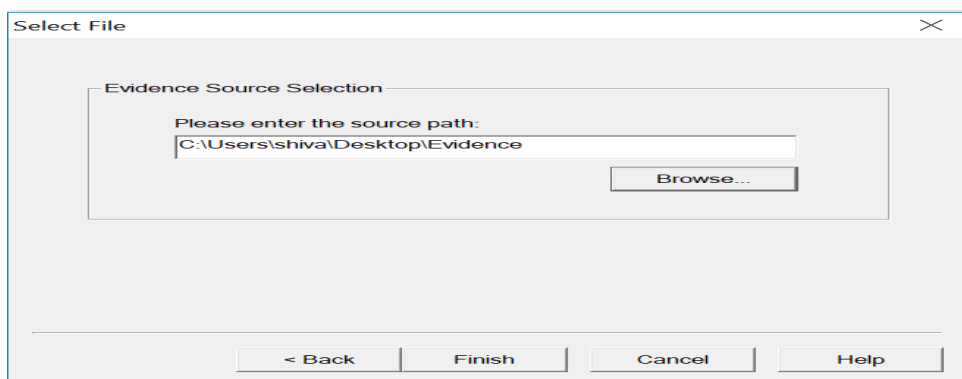 Select File
Evidence Source Selection
Please enter the source path:
C:\Users\shiva\Desktop\Evidence
Browse...
< Back
Finish
Cancel
Help